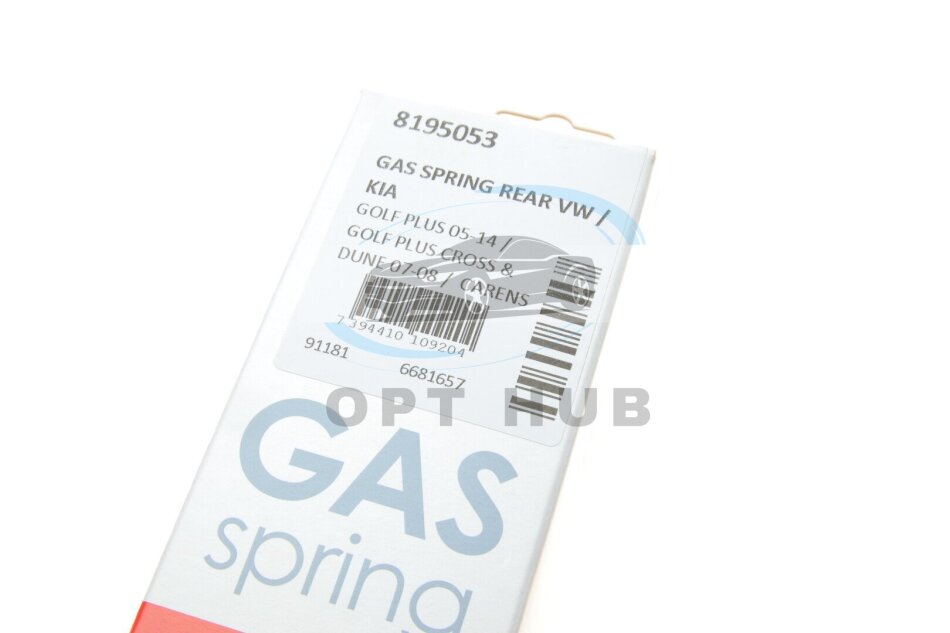 8195053
GAS SPRING REAR VW /
KIA
GOLF PLUS 05-14 /
GOLF PLUS CROSS &
DUNE 07-08 / CARENS
7 394410 109204
91181 6681657
OPT HUB
GAS
spring